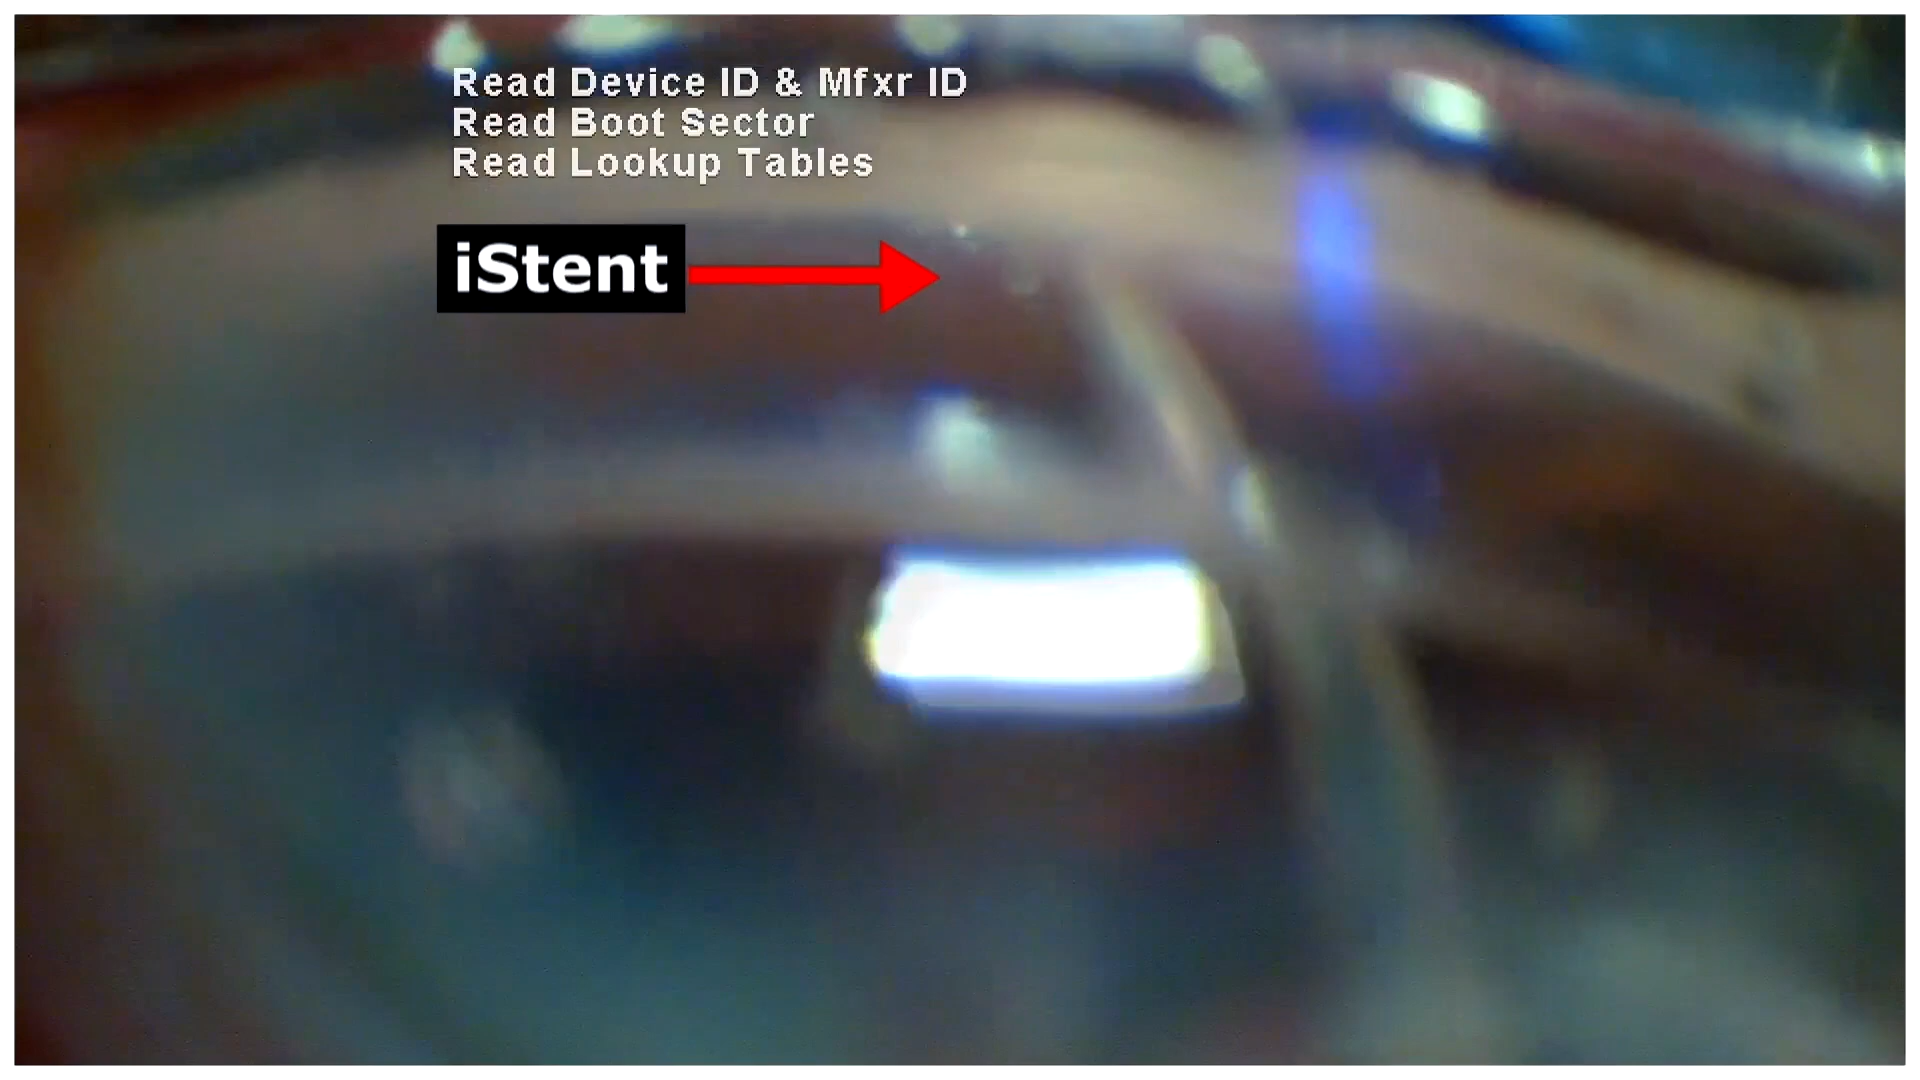 Read Device ID & Mfxr ID
Read Boot Sector
Read Lookup Tables
iStent